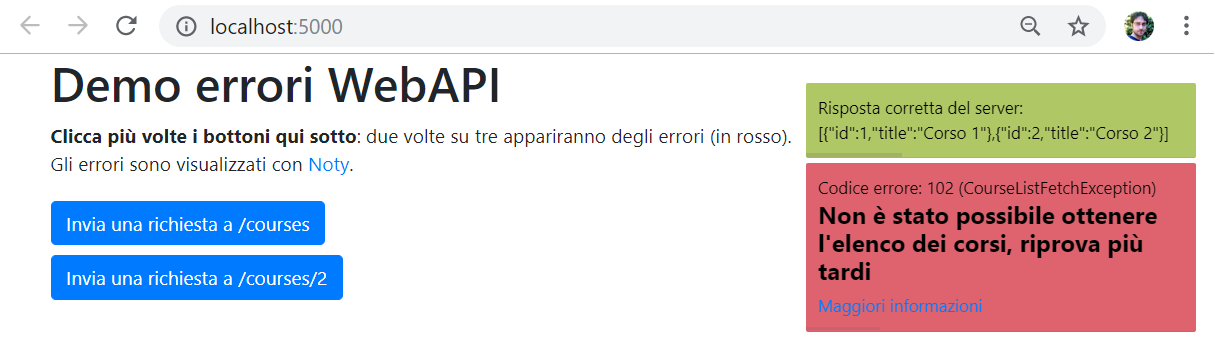 localhost:5000
Demo errori WebAPI
Clicca più volte i bottoni qui sotto: due volte su tre appariranno degli errori (in rosso).
Gli errori sono visualizzati con Noty.
Invia una richiesta a /courses
Invia una richiesta a /courses/2
Risposta corretta del server:
[{"id":1,"title":"Corso 1"},{"id":2,"title":"Corso 2"}]
Codice errore: 102 (CourseListFetchException)
Non è stato possibile ottenere
l'elenco dei corsi, riprova più
tardi
Maggiori informazioni